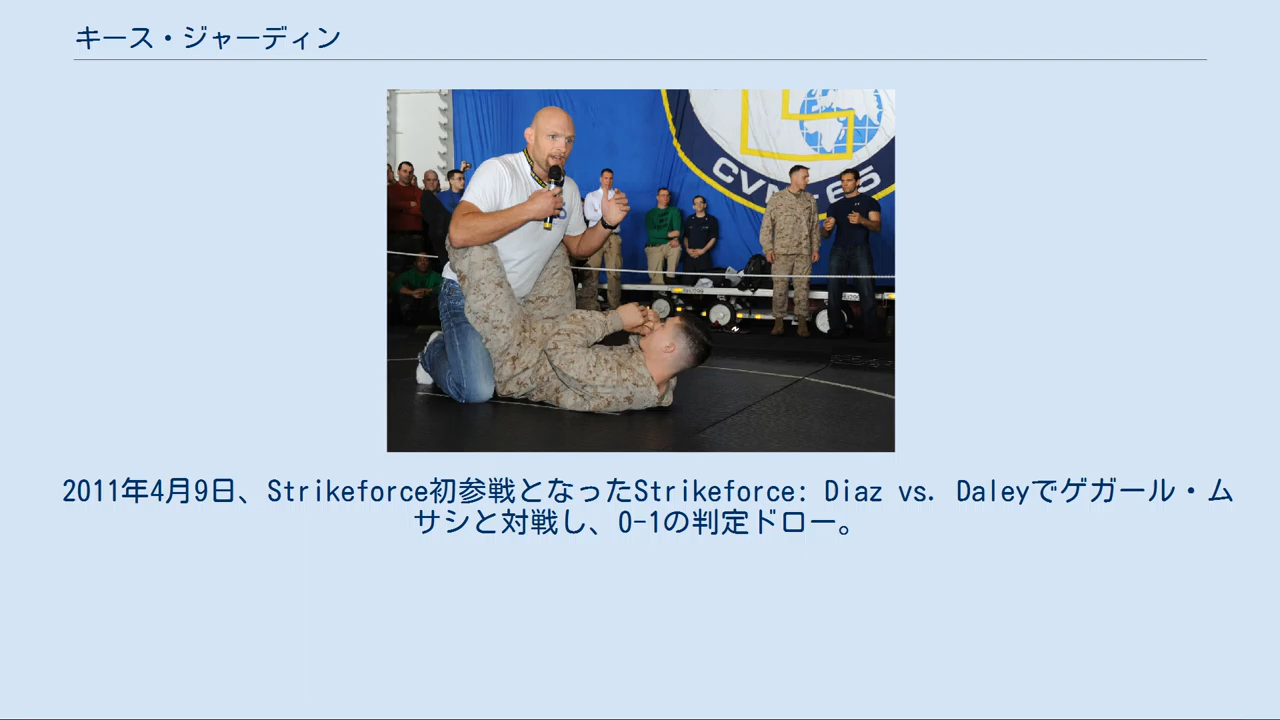 キース・ジャーディン
CVN-65
2011年4月9日、Strikeforce初参戦となったStrikeforce: Diaz vs. Daleyでゲガール・ム
サシと対戦し、0-1の判定ドロー。